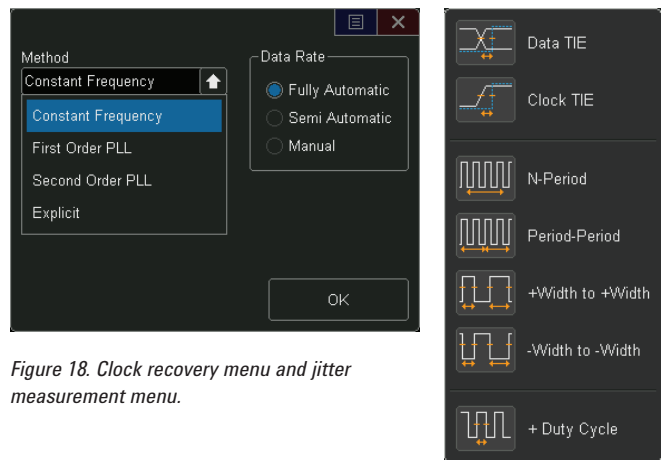 Method
Constant Frequency
Constant Frequency
First Order PLL
Second Order PLL
Explicit
Data Rate
Fully Automatic
Semi Automatic
Manual
OK
Figure 18. Clock recovery menu and jitter
measurement menu.
Data TIE
Clock TIE
N-Period
Period-Period
+Width to +Width
-Width to -Width
+ Duty Cycle